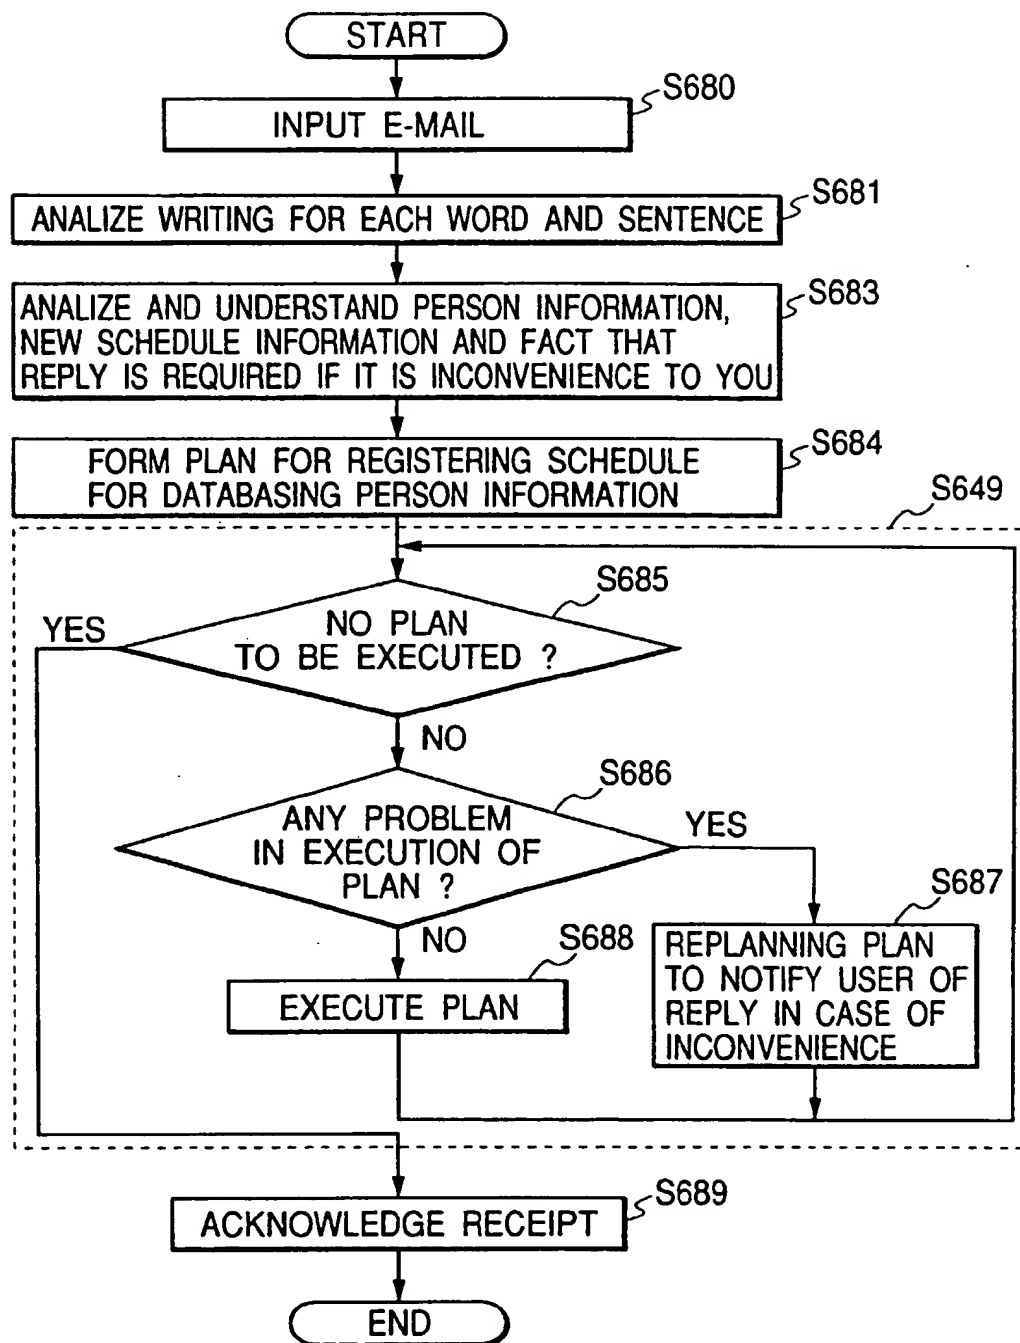 START
S680
INPUT E-MAIL
S681
ANALIZE WRITING FOR EACH WORD AND SENTENCE
S683
ANALIZE AND UNDERSTAND PERSON INFORMATION,
NEW SCHEDULE INFORMATION AND FACT THAT
REPLY IS REQUIRED IF IT IS INCONVENIENCE TO YOU
S684
FORM PLAN FOR REGISTERING SCHEDULE
FOR DATABASING PERSON INFORMATION
S649
S685
YES
NO PLAN
TO BE EXECUTED ?
NO
S686
ANY PROBLEM
IN EXECUTION OF
PLAN ?
YES
NO
S687
REPLANNING PLAN
TO NOTIFY USER OF
REPLY IN CASE OF
INCONVENIENCE
S688
EXECUTE PLAN
S689
ACKNOWLEDGE RECEIPT
END